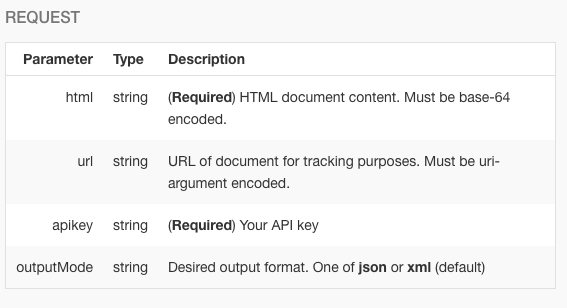 REQUEST
Parameter Type Description
html string (Required) HTML document content. Must be base-64
encoded.
url string URL of document for tracking purposes. Must be uri-
argument encoded.
apikey string (Required) Your API key
outputMode string Desired output format. One of json or xml (default)